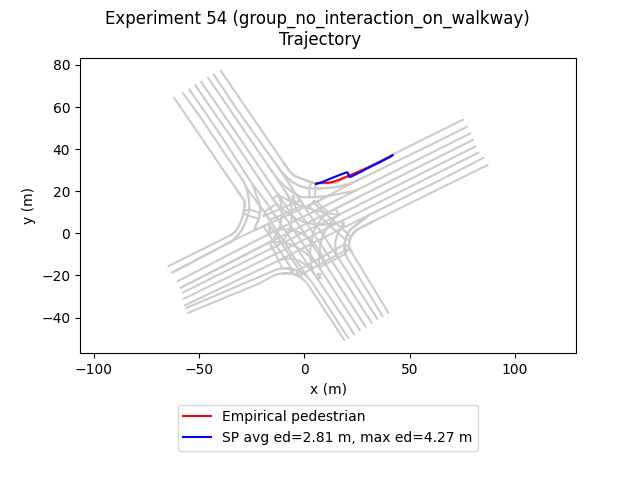 Experiment 54 (group_no_interaction_on_walkway)
Trajectory
80
60
40
20
0
−20
−40
y (m)
−100
−50
0
50
100
x (m)
Empirical pedestrian
SP avg ed=2.81 m, max ed=4.27 m